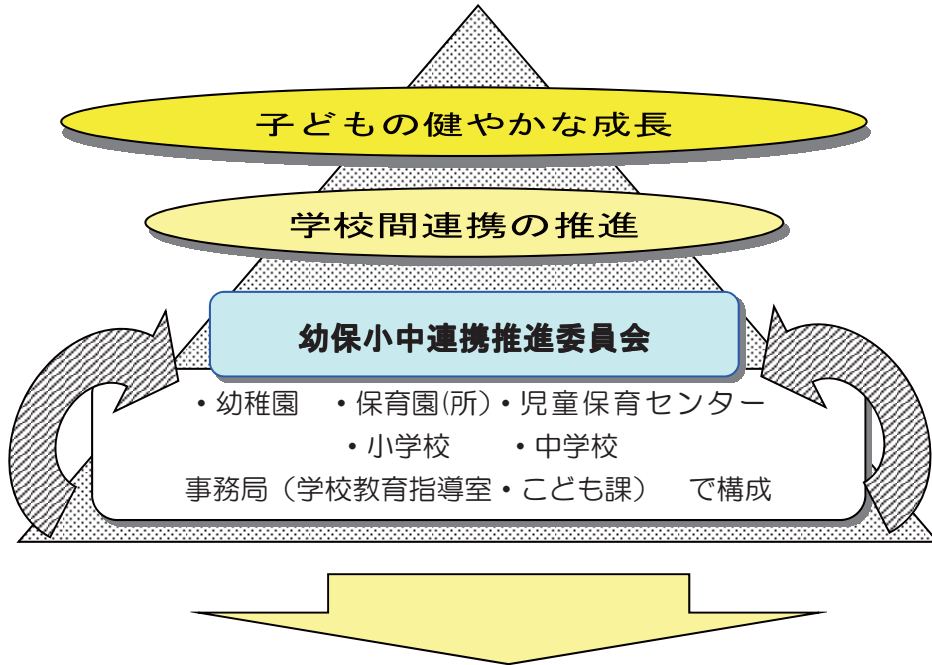 子どもの健やかな成長
学校間連携の推進
幼保小中連携推進委員会
・幼稚園　・保育園(所)・児童保育センター
・小学校　　・中学校
事務局（学校教育指導室・こども課）　で構成